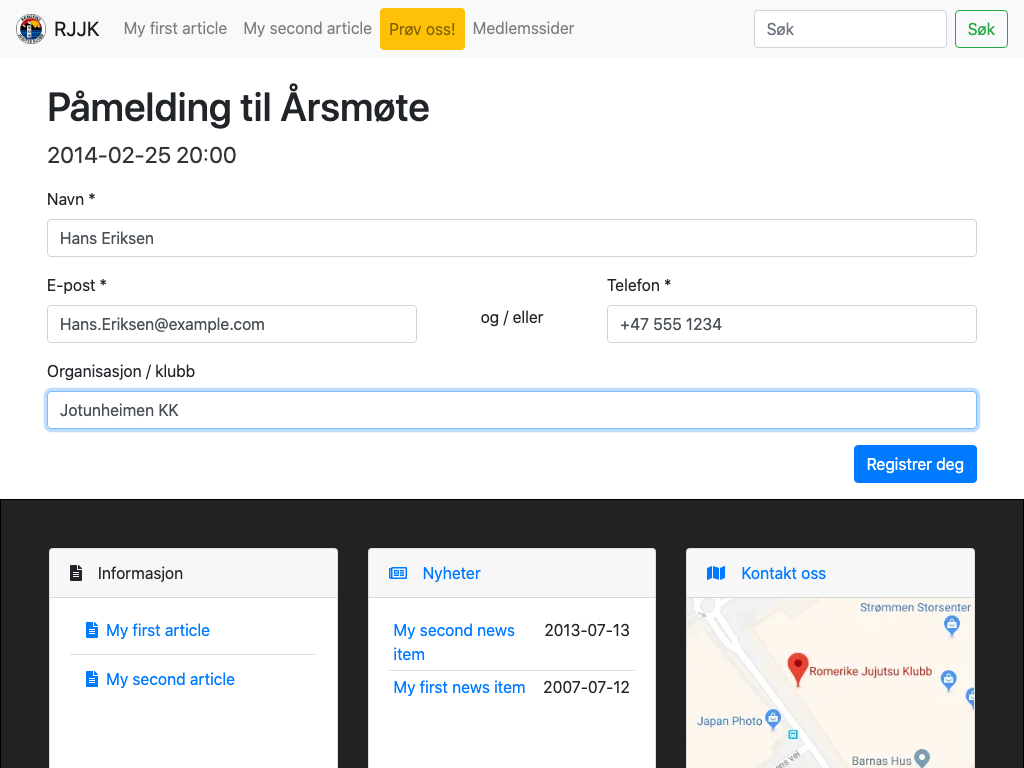 RJJK My first article My second article Prøv oss! Medlemssider Søk Søk
Påmelding til Årsmøte
2014-02-25 20:00
Navn *
Hans Eriksen
E-post * Telefon *
Hans.Eriksen@example.com og / eller +47 555 1234
Organisasjon / klubb
Jotunheimen KK
Registrer deg
Informasjon
My first article
My second article
Nyheter
My second news item 2013-07-13
My first news item 2007-07-12
Kontakt oss
Strømmen Storsenter
Romerike Jujutsu Klubb
Japan Photo
Barnas Hus